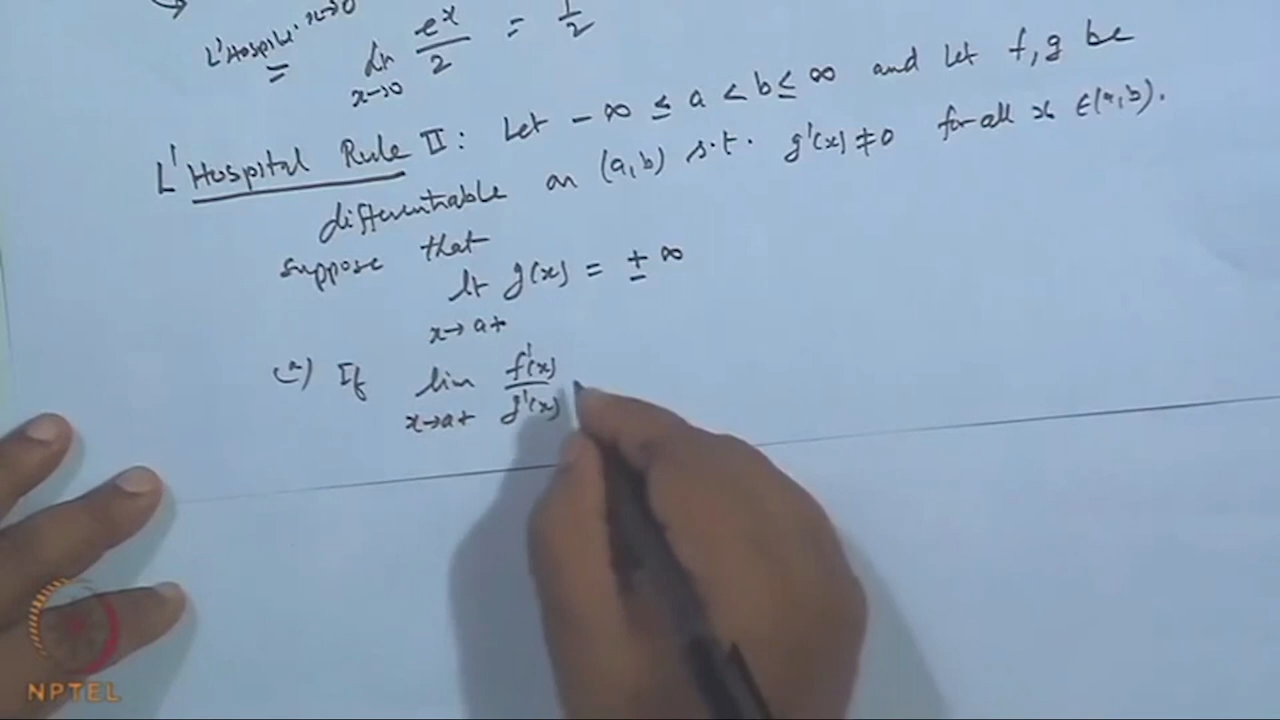 L'Hospital x→0
= lim x→0 e^x/2 = 1/2
L'Hospital Rule II: Let -∞ ≤ a < b ≤ ∞ and let f, g be
differentiable on (a,b) s.t. g'(x) ≠ 0 for all x ∈ (a,b).
suppose that
lt x→a+ g(x) = ± ∞
(a) If lim x→a+ f'(x)/g'(x)
NPTEL